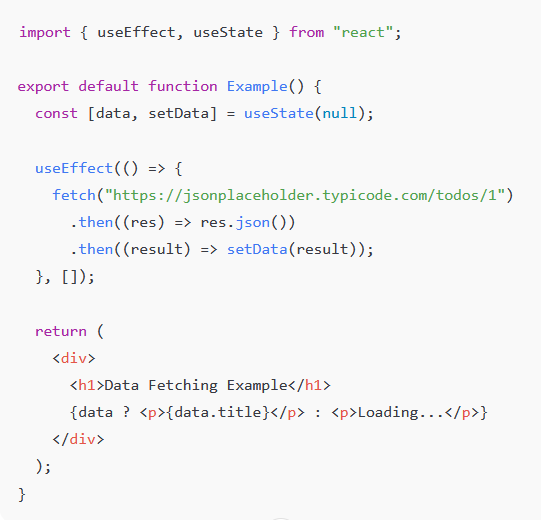 import { useEffect, useState } from "react";

export default function Example() {
  const [data, setData] = useState(null);

  useEffect(() => {
    fetch("https://jsonplaceholder.typicode.com/todos/1")
      .then((res) => res.json())
      .then((result) => setData(result));
  }, []);

  return (
    <div>
      <h1>Data Fetching Example</h1>
      {data ? <p>{data.title}</p> : <p>Loading...</p>}
    </div>
  );
}